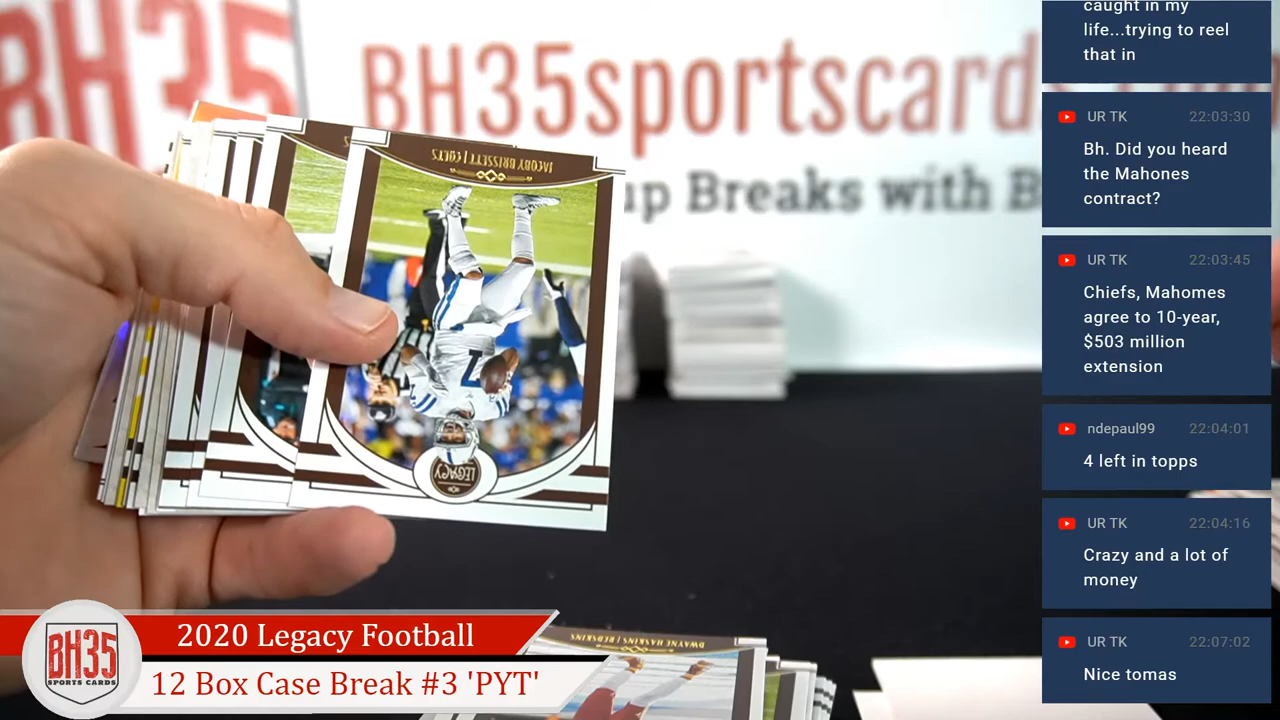 BH35
BH35sportscard
up Breaks with B
JACOBY BRISSETT | COLTS
LEGACY
DWAYNE HASKINS | REDSKINS
BH35
SPORTS CARDS
2020 Legacy Football
12 Box Case Break #3 'PYT'
caught in my
life...trying to reel
that in
UR TK 22:03:30
Bh. Did you heard
the Mahones
contract?
UR TK 22:03:45
Chiefs, Mahomes
agree to 10-year,
$503 million
extension
ndepaul99 22:04:01
4 left in topps
UR TK 22:04:16
Crazy and a lot of
money
UR TK 22:07:02
Nice tomas